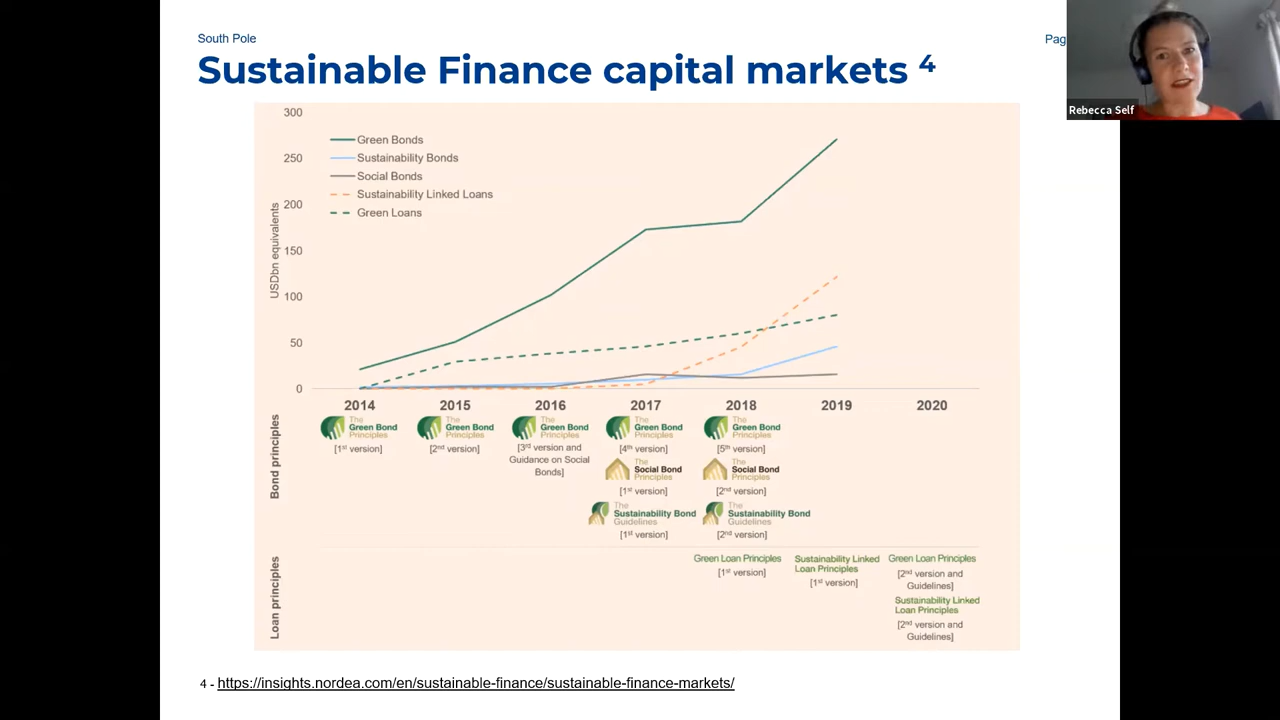 South Pole
Pag
Sustainable Finance capital markets ⁴
Rebecca Self
300
250
200
150
100
50
0
USDbn equivalents
Green Bonds
Sustainability Bonds
Social Bonds
Sustainability Linked Loans
Green Loans
2014 2015 2016 2017 2018 2019 2020
Bond principles
The Green Bond Principles
[1st version]
The Green Bond Principles
[2nd version]
The Green Bond Principles
[3rd version and
Guidance on Social
Bonds]
The Green Bond Principles
[4th version]
The Social Bond Principles
[1st version]
The Sustainability Bond Guidelines
[1st version]
The Green Bond Principles
[5th version]
The Social Bond Principles
[2nd version]
The Sustainability Bond Guidelines
[2nd version]
Loan principles
Green Loan Principles
[1st version]
Sustainability Linked
Loan Principles
[1st version]
Green Loan Principles
[2nd version and
Guidelines]
Sustainability Linked
Loan Principles
[2nd version and
Guidelines]
4 - https://insights.nordea.com/en/sustainable-finance/sustainable-finance-markets/